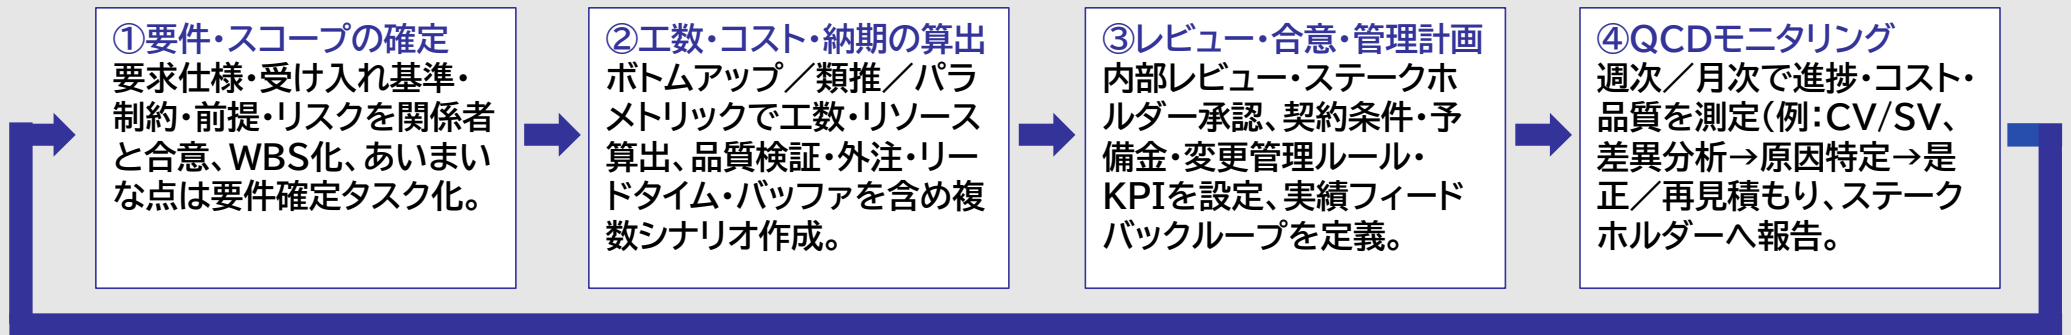 ①要件・スコープの確定
要求仕様・受け入れ基準・
制約・前提・リスクを関係者
と合意、WBS化、あいまい
な点は要件確定タスク化。
②工数・コスト・納期の算出
ボトムアップ／類推／パラ
メトリックで工数・リソース
算出、品質検証・外注・リー
ドタイム・バッファを含め複
数シナリオ作成。
③レビュー・合意・管理計画
内部レビュー・ステークホ
ルダー承認、契約条件・予
備金・変更管理ルール・
KPIを設定、実績フィード
バックループを定義。
④QCDモニタリング
週次／月次で進捗・コスト・
品質を測定(例：CV/SV、
差異分析→原因特定→是
正／再見積もり、ステーク
ホルダーへ報告。